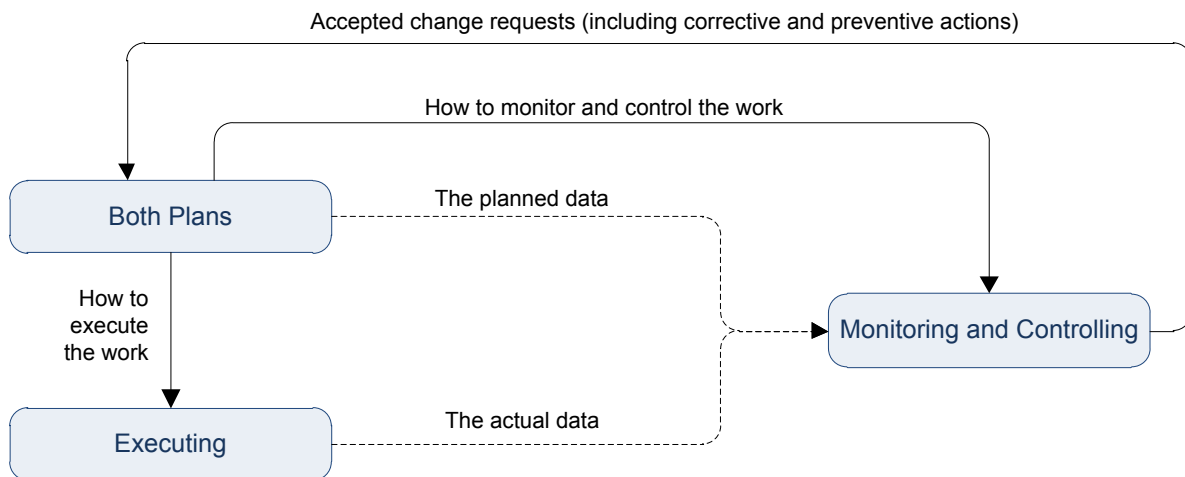 Accepted change requests (including corrective and preventive actions)
How to monitor and control the work
The planned data
Both Plans
How to
execute
the work
Monitoring and Controlling
The actual data
Executing